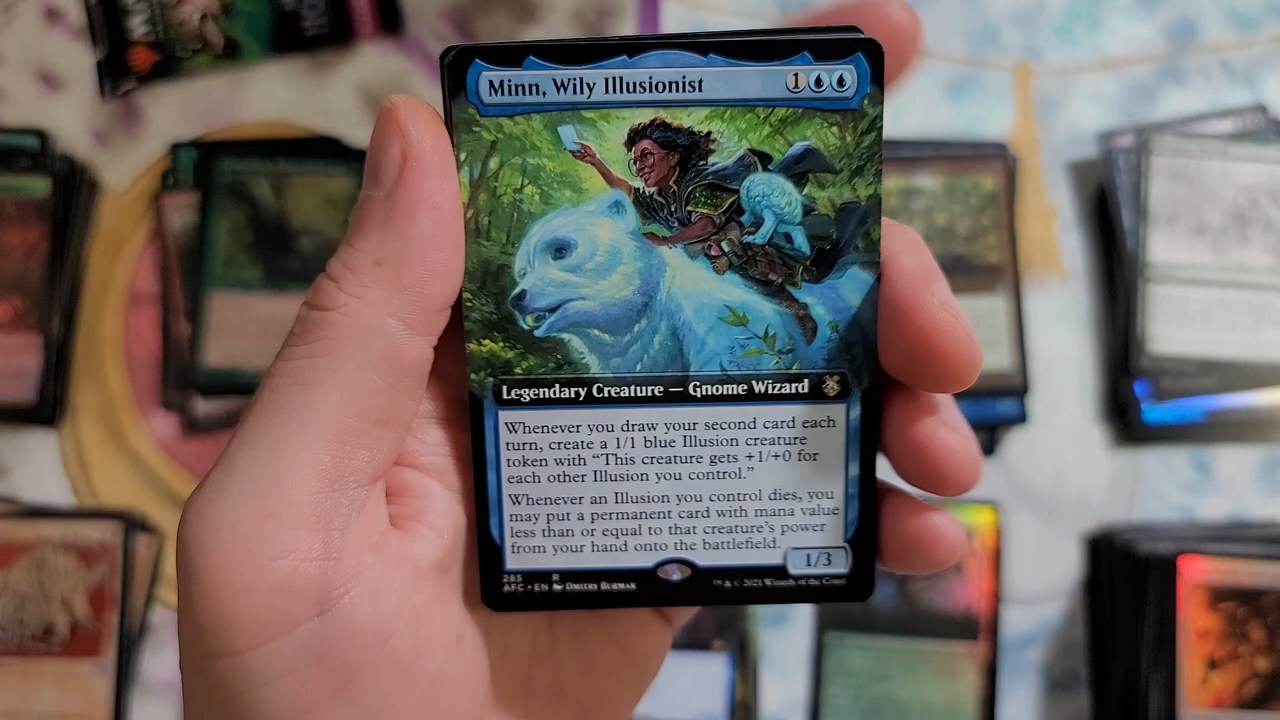 Minn, Wily Illusionist
1
Legendary Creature — Gnome Wizard
Whenever you draw your second card each
turn, create a 1/1 blue Illusion creature
token with “This creature gets +1/+0 for
each other Illusion you control.”
Whenever an Illusion you control dies, you
may put a permanent card with mana value
less than or equal to that creature’s power
from your hand onto the battlefield.
1/3
285 R
AFC • EN Dmitry Burmak
™ & © 2021 Wizards of the Coast